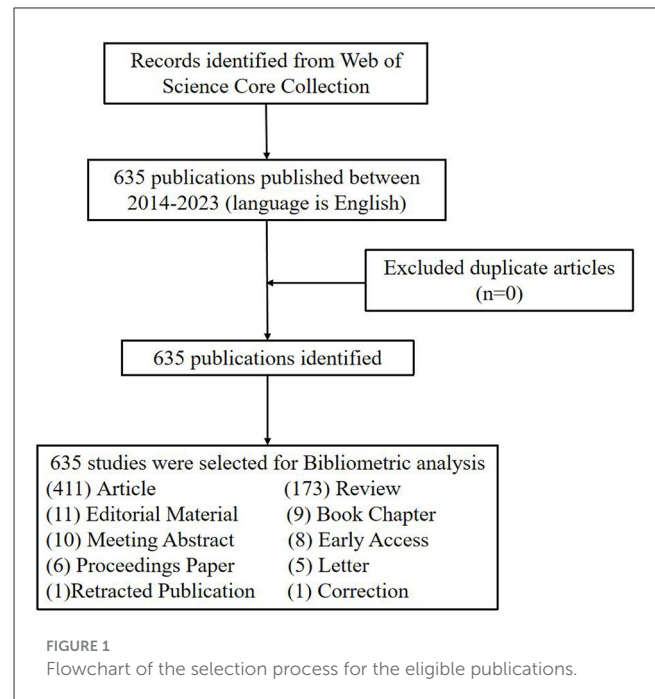 Records identified from Web of
Science Core Collection
635 publications published between
2014-2023 (language is English)
Excluded duplicate articles
(n=0)
635 publications identified
635 studies were selected for Bibliometric analysis
(411) Article (173) Review
(11) Editorial Material (9) Book Chapter
(10) Meeting Abstract (8) Early Access
(6) Proceedings Paper (5) Letter
(1)Retracted Publication (1) Correction
FIGURE 1
Flowchart of the selection process for the eligible publications.